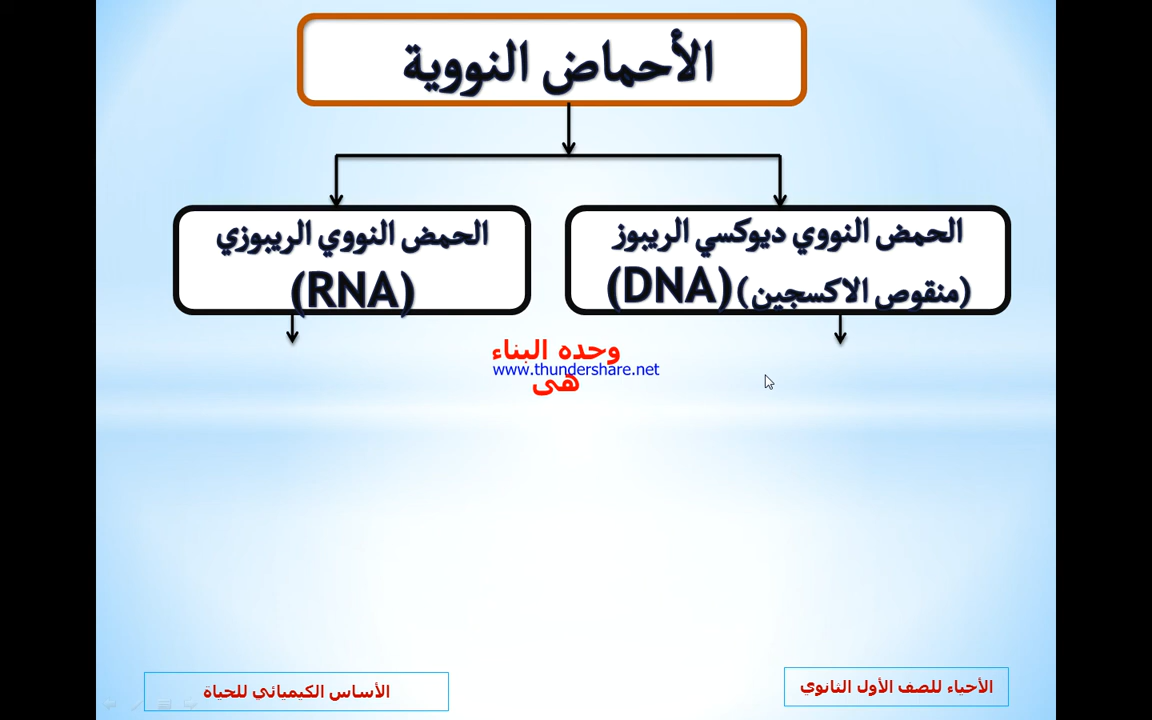 الأحماض النووية
الحمض النووي ديوكسي الريبوز
(منقوص الاكسجين) (DNA)
الحمض النووي الريبوزي
(RNA)
وحده البناء
www.thundershare.net
هى
الأحياء للصف الأول الثانوي
الأساس الكيميائي للحياة